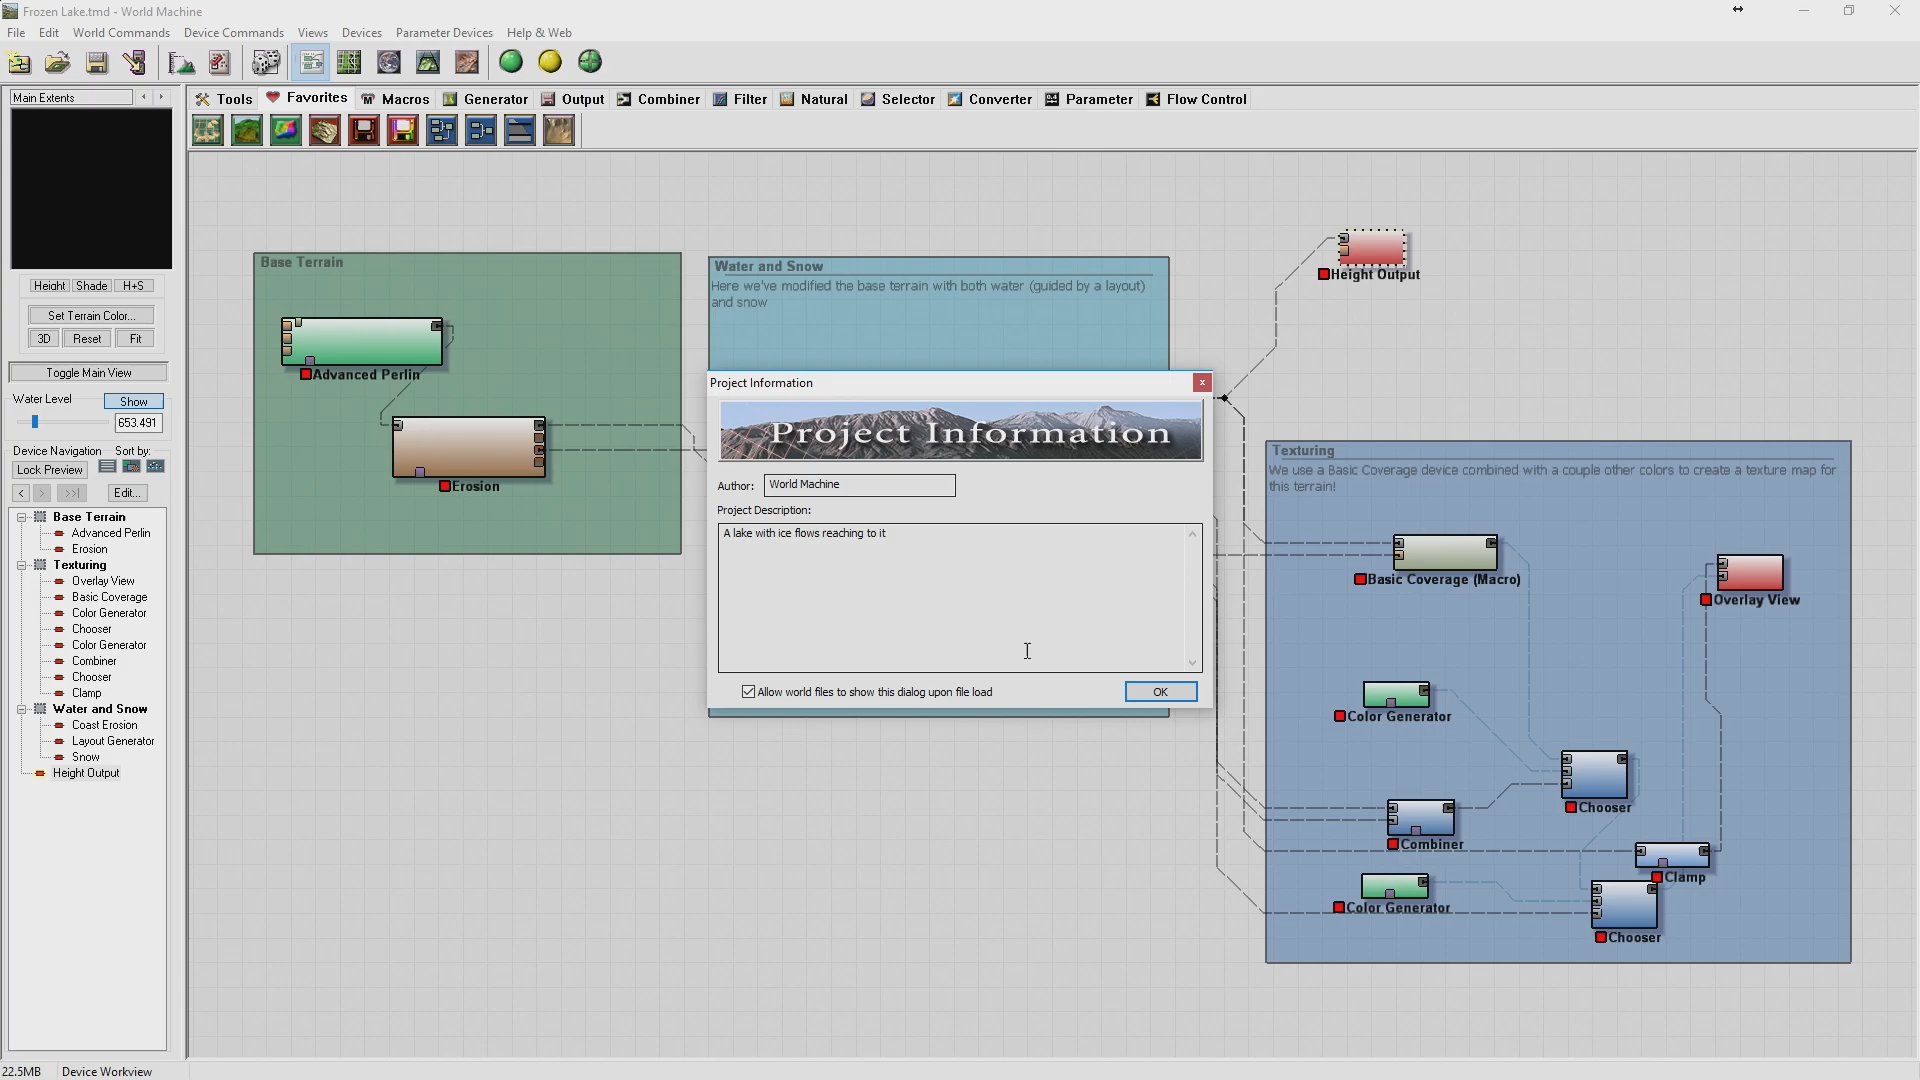 Frozen Lake.tmd - World Machine
File Edit World Commands Device Commands Views Devices Parameter Devices Help & Web
Main Extents
Tools Favorites Macros Generator Output Combiner Filter Natural Selector Converter Parameter Flow Control
Height Shade H+S
Set Terrain Color...
3D Reset Fit
Toggle Main View
Water Level Show
653.491
Device Navigation Sort by:
Lock Preview
< > >>| Edit...
Base Terrain
Advanced Perlin
Erosion
Texturing
Overlay View
Basic Coverage
Color Generator
Chooser
Color Generator
Combiner
Chooser
Clamp
Water and Snow
Coast Erosion
Layout Generator
Snow
Height Output
Base Terrain
Advanced Perlin
Erosion
Water and Snow
Here we've modified the base terrain with both water (guided by a layout)
and snow
Height Output
Project Information
Project Information
Author: World Machine
Project Description:
A lake with ice flows reaching to it
Allow world files to show this dialog upon file load
OK
Texturing
We use a Basic Coverage device combined with a couple other colors to create a texture map for
this terrain!
Basic Coverage (Macro)
Overlay View
Color Generator
Chooser
Combiner
Clamp
Color Generator
Chooser
22.5MB Device Workview